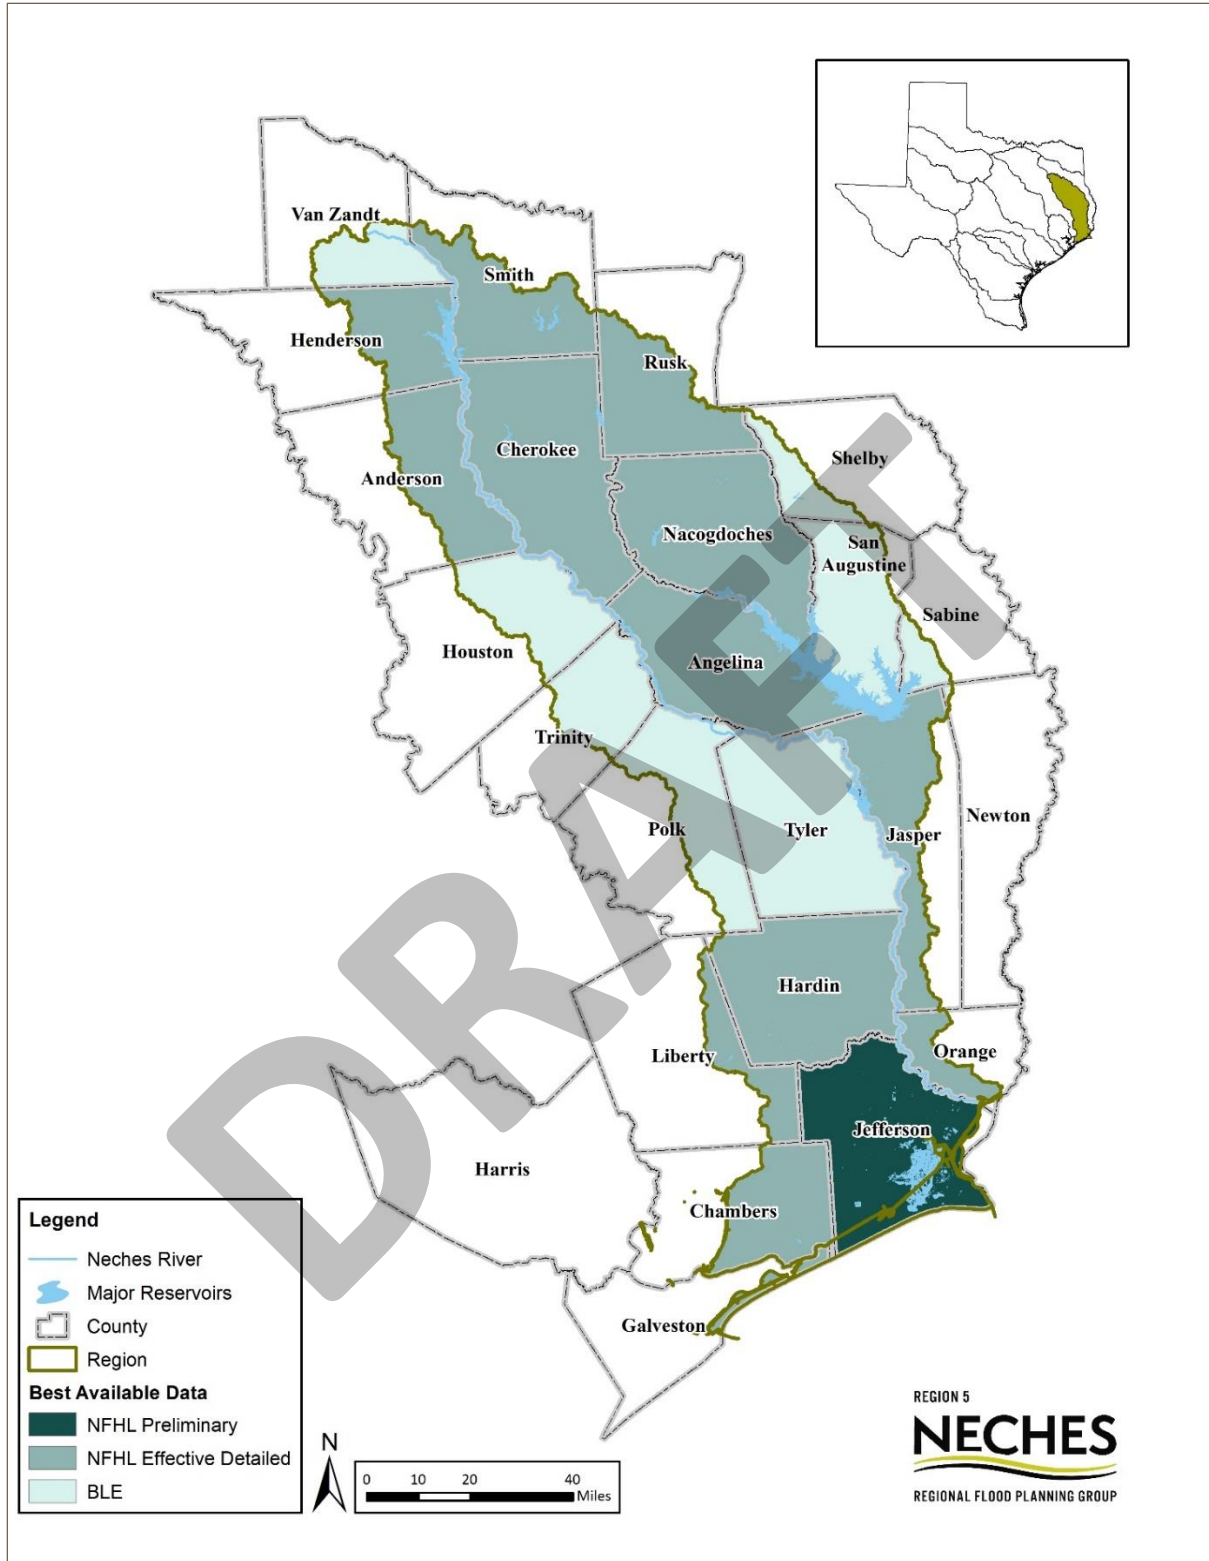 Van Zandt
Smith
Henderson
Rusk
Cherokee
Shelby
Anderson
Nacogdoches
San
Augustine
Sabine
Houston
Angelina
Trinity
Newton
Polk
Tyler
Jasper
Hardin
Liberty
Orange
Jefferson
Harris
Chambers
Galveston
DRAFT
Legend
Neches River
Major Reservoirs
County
Region
Best Available Data
NFHL Preliminary
NFHL Effective Detailed
BLE
N
0 10 20 40
Miles
REGION 5
NECHES
REGIONAL FLOOD PLANNING GROUP